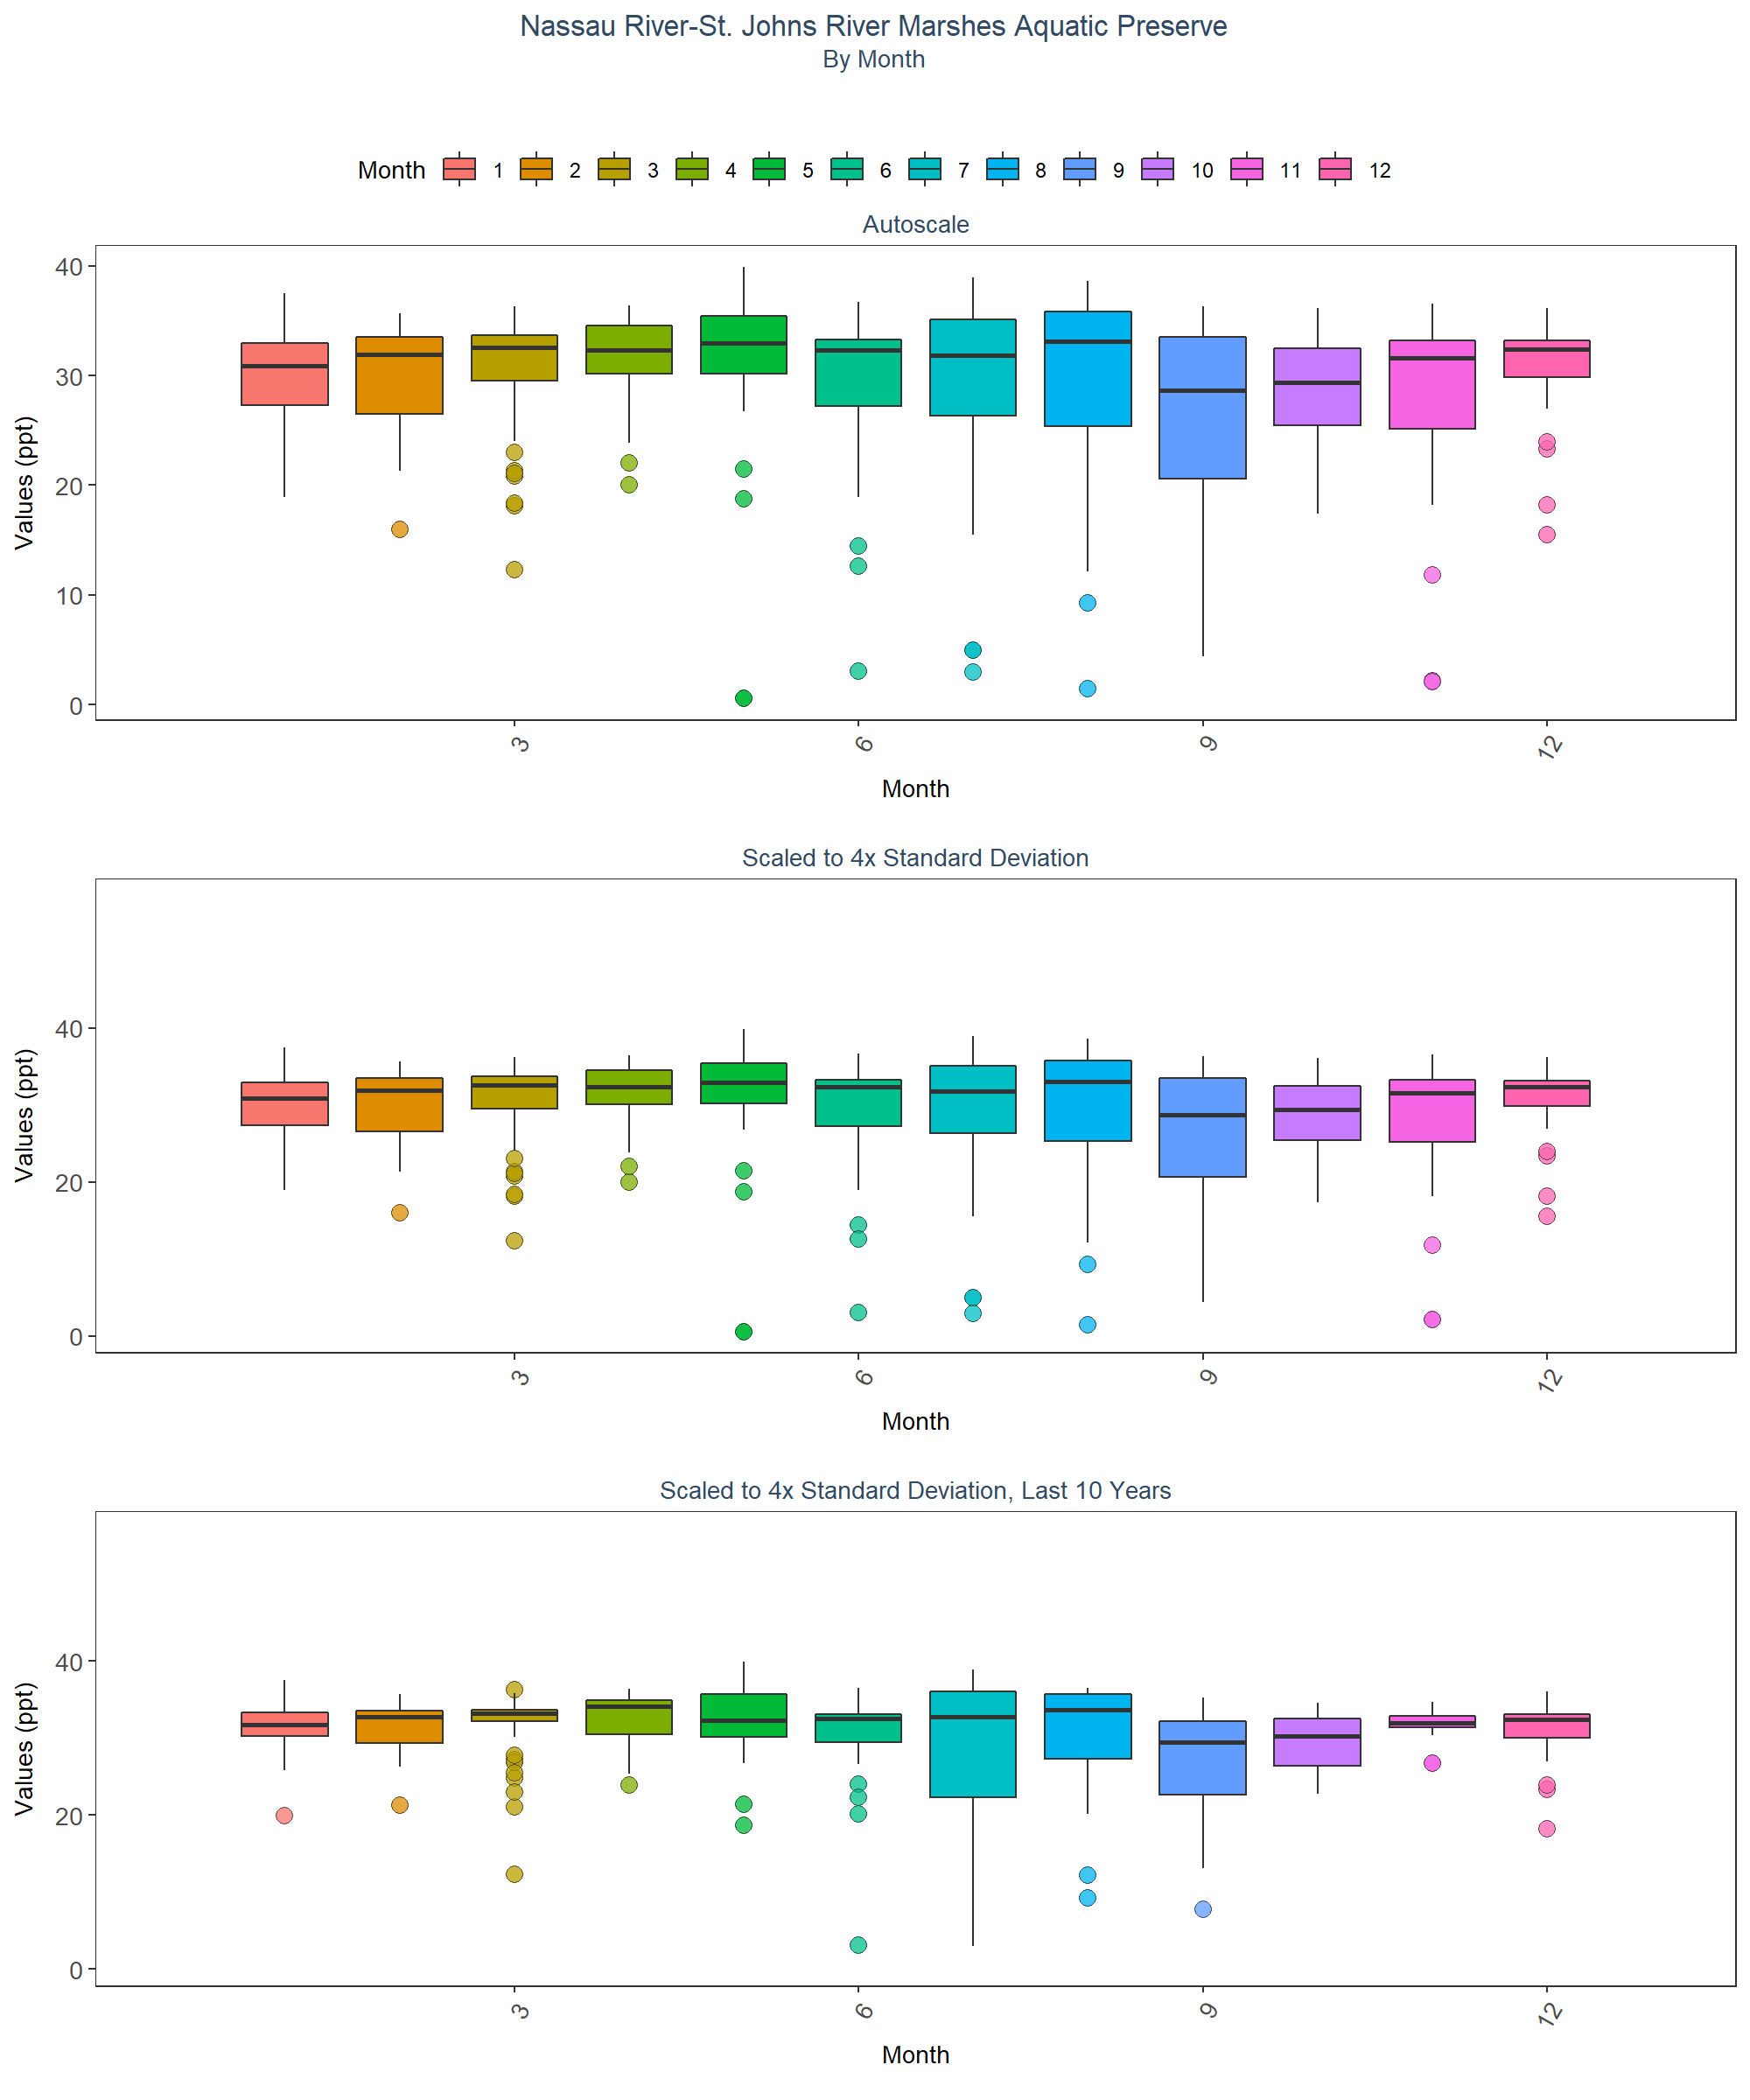 Nassau River-St. Johns River Marshes Aquatic Preserve
By Month
Month 1 2 3 4 5 6 7 8 9 10 11 12
Autoscale
Values (ppt)
40
30
20
10
0
3 6 9 12
Month
Scaled to 4x Standard Deviation
Values (ppt)
40
20
0
3 6 9 12
Month
Scaled to 4x Standard Deviation, Last 10 Years
Values (ppt)
40
20
0
3 6 9 12
Month